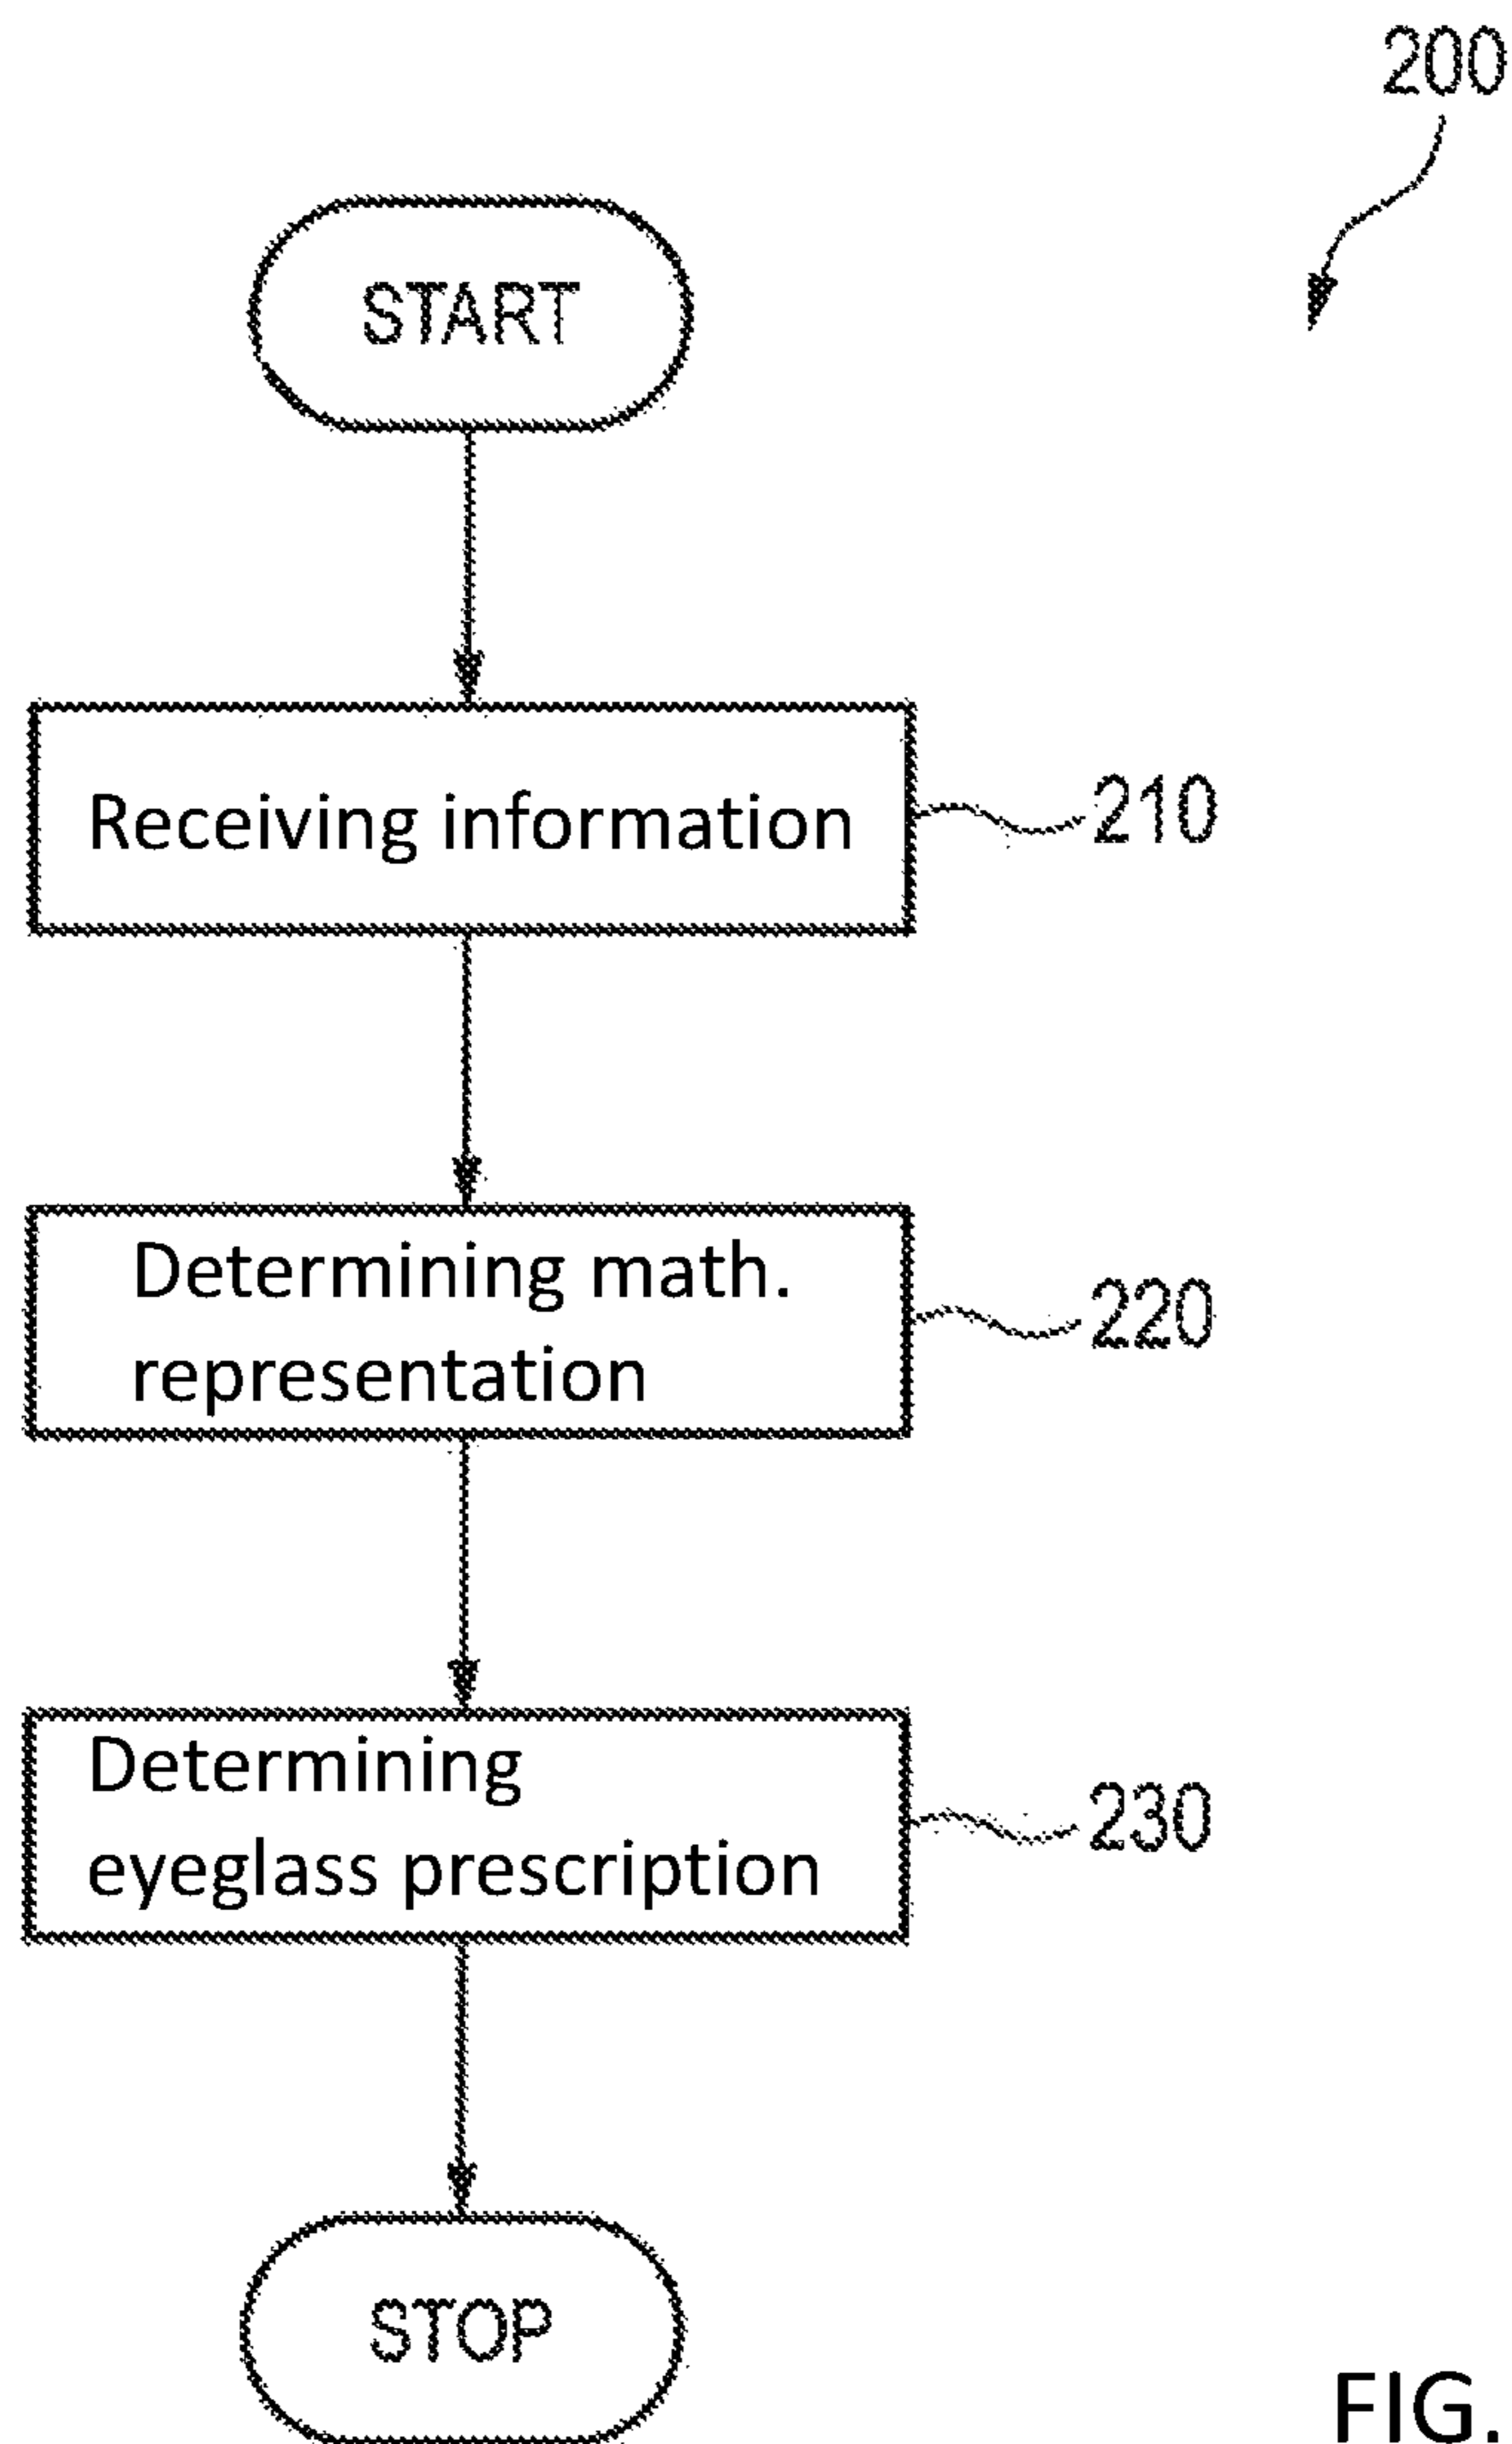 200
START
Receiving information
210
Determining math.
representation
220
Determining
eyeglass prescription
230
STOP
FIG.